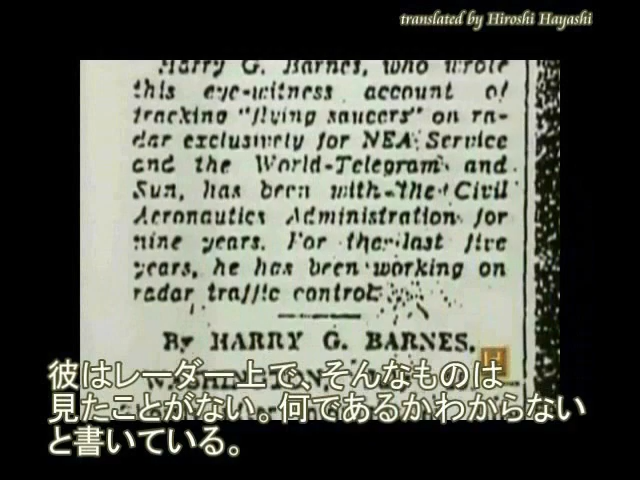 translated by Hiroshi Hayashi
Harry G. Barnes, who wrote
this eye-witness account of
tracking "flying saucers" on ra-
dar exclusively for NEA Service
and the World-Telegram and
Sun, has been with the Civil
Aeronautics Administration for
nine years. For the last five
years, he has been working on
radar traffic control.
By HARRY G. BARNES.
H
WASHINGTON,
彼はレーダー上で、そんなものは
見たことがない。何であるかわからない
と書いている。